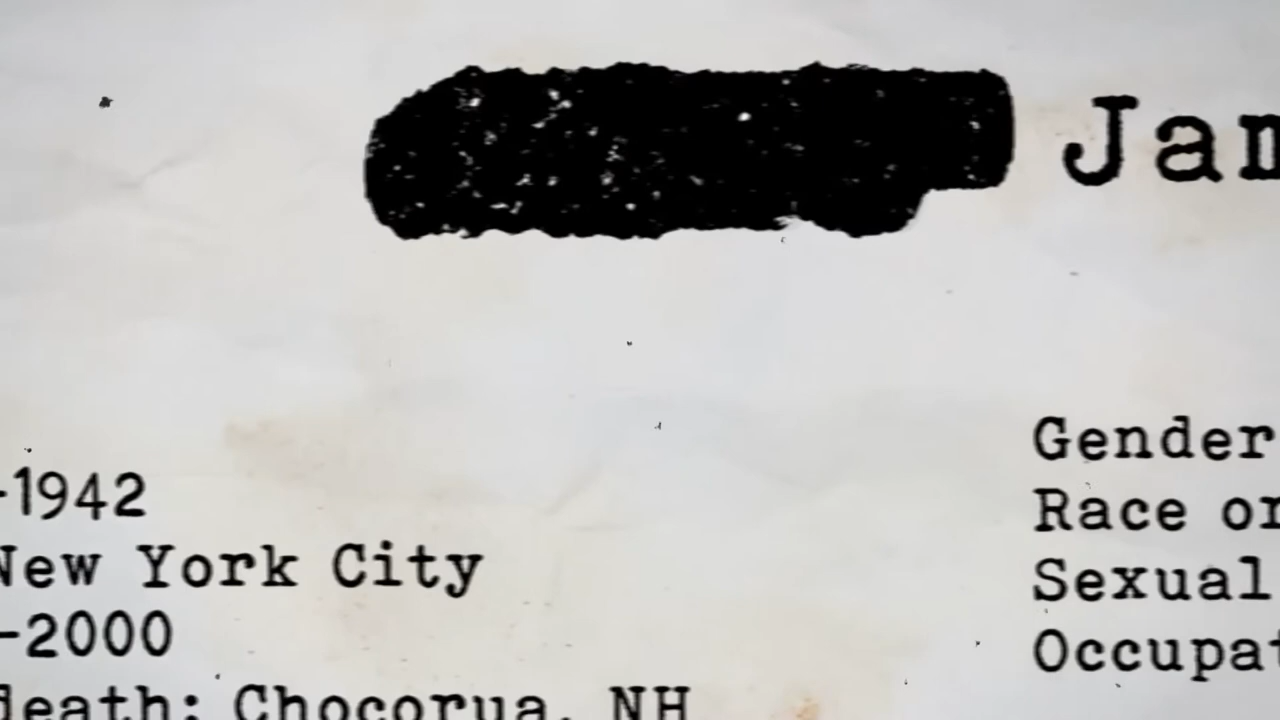 Jan
-1942
New York City
-2000
death: Chocorua, NH
Gender
Race or
Sexual
Occupat